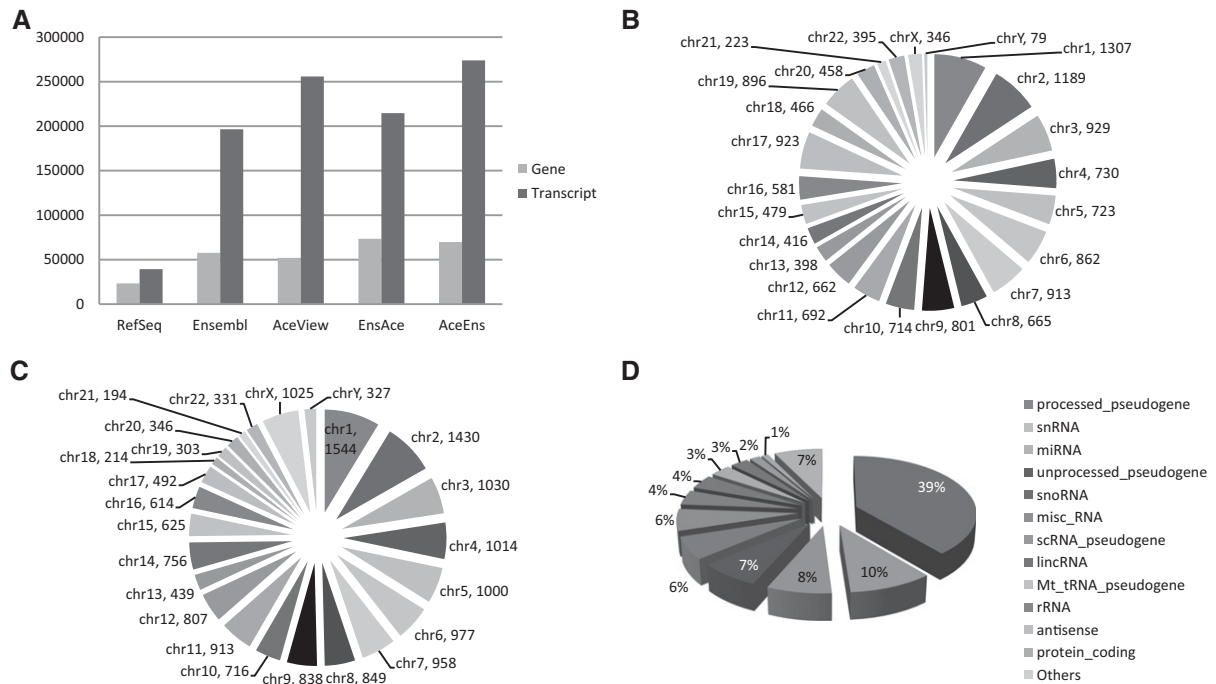 A
300000
250000
200000
150000
100000
50000
0
RefSeq Ensembl AceView EnsAce AceEns
Gene
Transcript
B
chr1, 1307
chr2, 1189
chr3, 929
chr4, 730
chr5, 723
chr6, 862
chr7, 913
chr8, 665
chr9, 801
chr10, 714
chr11, 692
chr12, 662
chr13, 398
chr14, 416
chr15, 479
chr16, 581
chr17, 923
chr18, 466
chr19, 896
chr20, 458
chr21, 223
chr22, 395
chrX, 346
chrY, 79
C
chr1, 
1544
chr2, 1430
chr3, 1030
chr4, 1014
chr5, 1000
chr6, 977
chr7, 958
chr8, 849
chr9, 838
chr10, 716
chr11, 913
chr12, 807
chr13, 439
chr14, 756
chr15, 625
chr16, 614
chr17, 492
chr18, 214
chr19, 303
chr20, 346
chr21, 194
chr22, 331
chrX, 1025
chrY, 327
D
39%
10%
8%
7%
6%
6%
4%
4%
3%
3%
2%
1%
7%
processed_pseudogene
snRNA
miRNA
unprocessed_pseudogene
snoRNA
misc_RNA
scRNA_pseudogene
lincRNA
Mt_tRNA_pseudogene
rRNA
antisense
protein_coding
Others